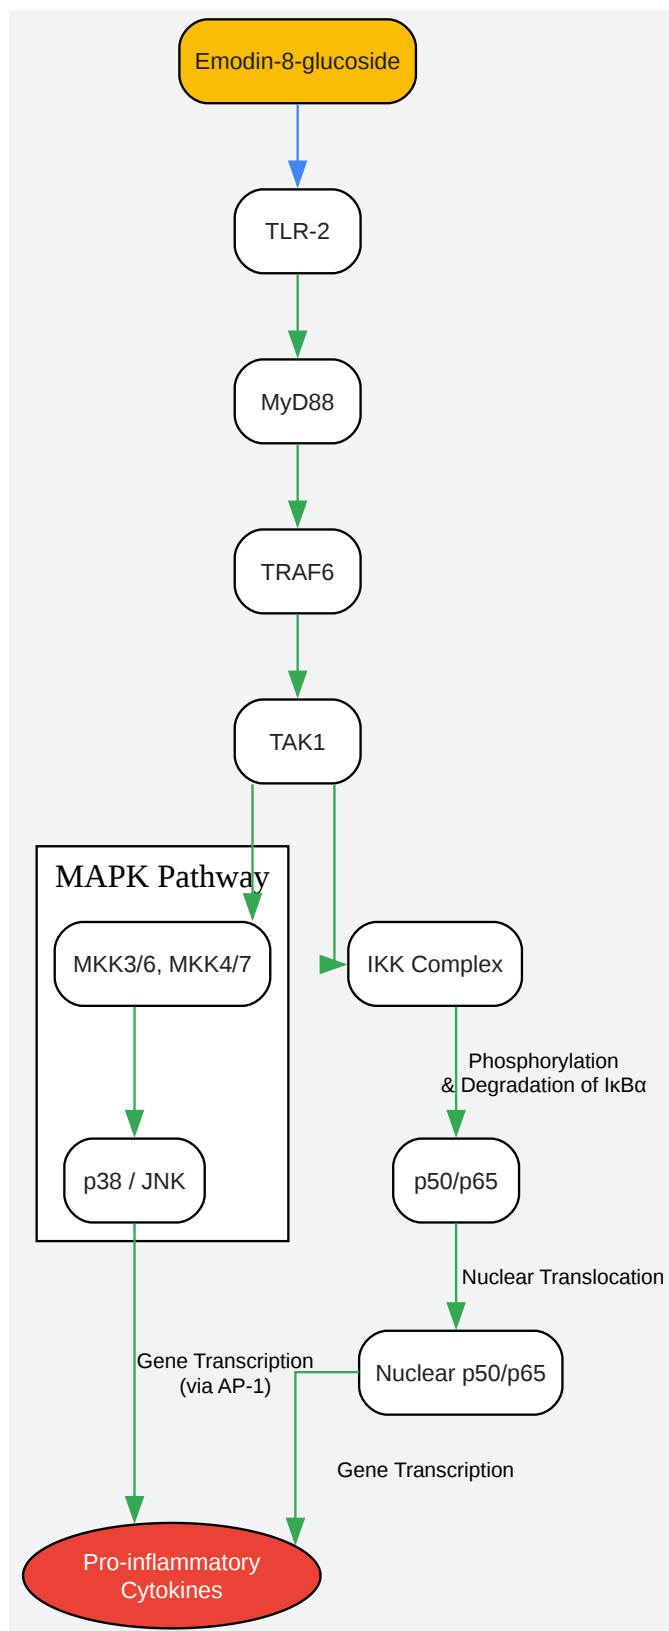 Emodin-8-glucoside
TLR-2
MyD88
TRAF6
TAK1
MAPK Pathway
MKK3/6, MKK4/7
IKK Complex
Phosphorylation
& Degradation of IκBα
p38 / JNK
p50/p65
Nuclear Translocation
Gene Transcription
(via AP-1)
Nuclear p50/p65
Gene Transcription
Pro-inflammatory
Cytokines